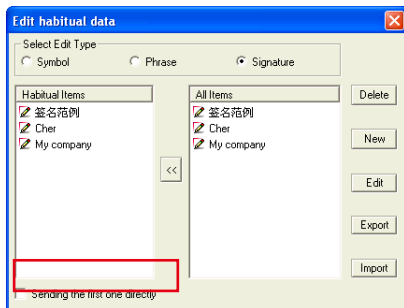 Edit habitual data
Select Edit Type
Symbol
Phrase
Signature
Habitual Items
签名范例
Cher
My company
<<
All Items
签名范例
Cher
My company
Delete
New
Edit
Export
Import
Sending the first one directly